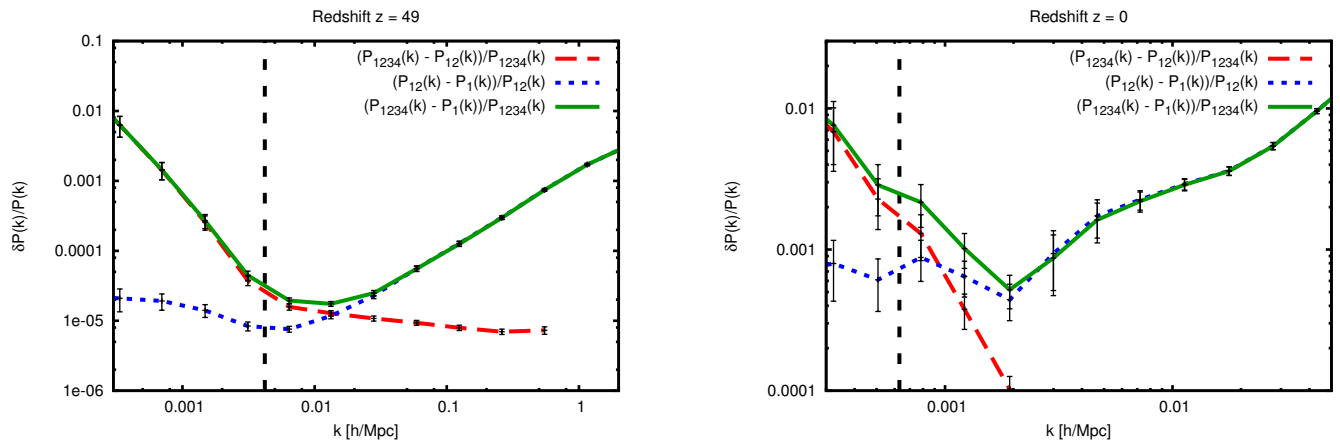 Redshift z = 49
(P1234(k) - P12(k))/P1234(k)
(P12(k) - P1(k))/P12(k)
(P1234(k) - P1(k))/P1234(k)
0.1
0.01
0.001
0.0001
1e-05
1e-06
δP(k)/P(k)
0.001
0.01
0.1
1
k [h/Mpc]
Redshift z = 0
(P1234(k) - P12(k))/P1234(k)
(P12(k) - P1(k))/P12(k)
(P1234(k) - P1(k))/P1234(k)
0.01
0.001
0.0001
δP(k)/P(k)
0.001
0.01
k [h/Mpc]